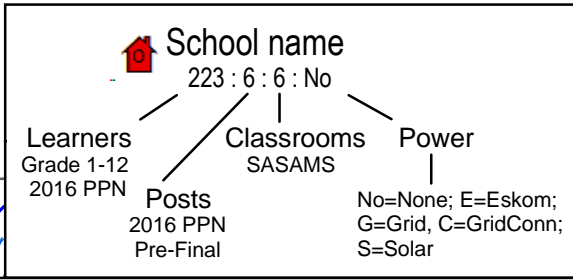 O
School name
223 : 6 : 6 : No
Learners
Grade 1-12
2016 PPN
Posts
2016 PPN
Pre-Final
Classrooms
SASAMS
Power
No=None; E=Eskom;
G=Grid, C=GridConn;
S=Solar